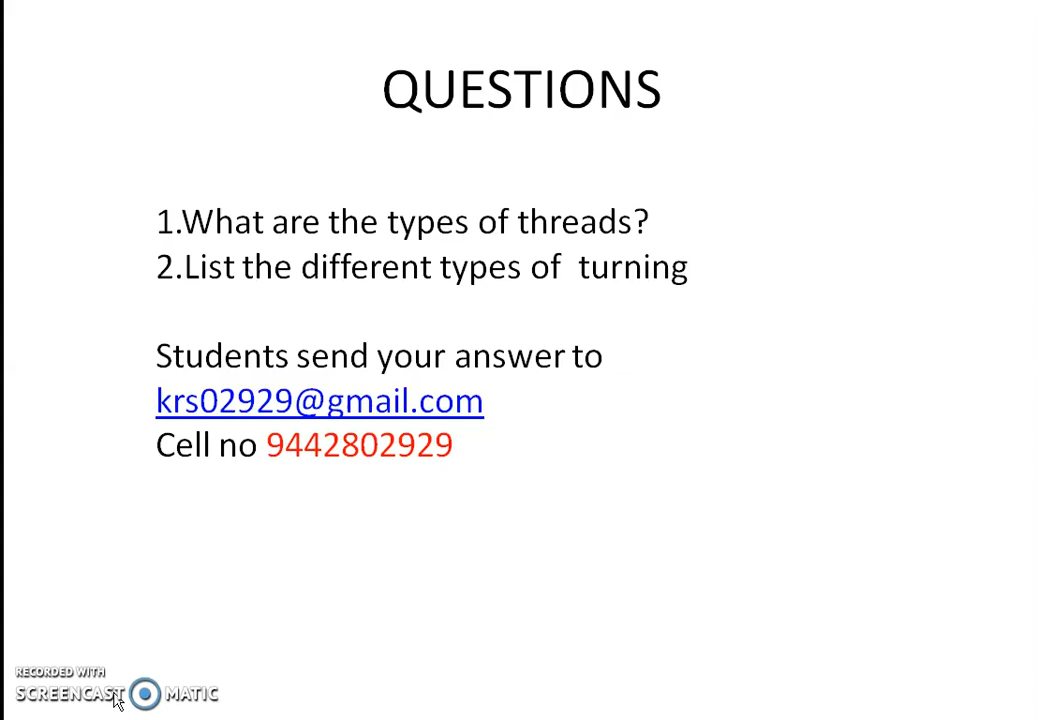 QUESTIONS
1.What are the types of threads?
2.List the different types of turning
Students send your answer to
krs02929@gmail.com
Cell no 9442802929
RECORDED WITH
SCREENCAST MATIC